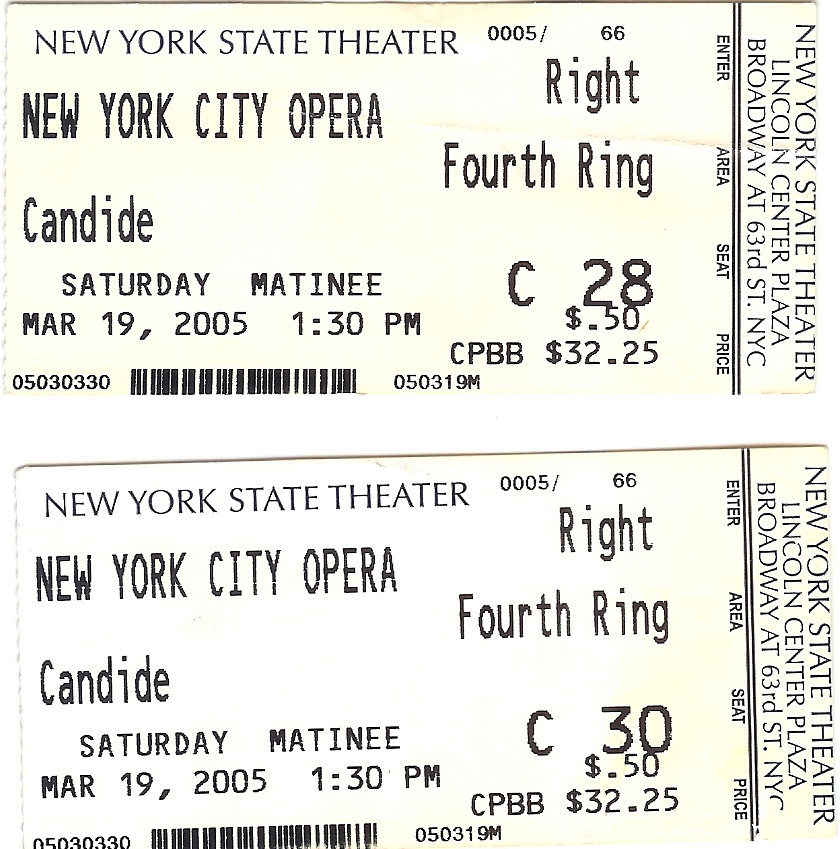 NEW YORK STATE THEATER
0005/ 66
NEW YORK CITY OPERA
Right
Fourth Ring
Candide
SATURDAY MATINEE
C 28
MAR 19, 2005 1:30 PM
$.50
CPBB $32.25
05030330
050319M
ENTER
AREA
SEAT
PRICE
NEW YORK STATE THEATER
LINCOLN CENTER PLAZA
BROADWAY AT 63rd ST. NYC
NEW YORK STATE THEATER
0005/ 66
NEW YORK CITY OPERA
Right
Fourth Ring
Candide
SATURDAY MATINEE
C 30
MAR 19, 2005 1:30 PM
$.50
CPBB $32.25
05030330
050319M
ENTER
AREA
SEAT
PRICE
NEW YORK STATE THEATER
LINCOLN CENTER PLAZA
BROADWAY AT 63rd ST. NYC